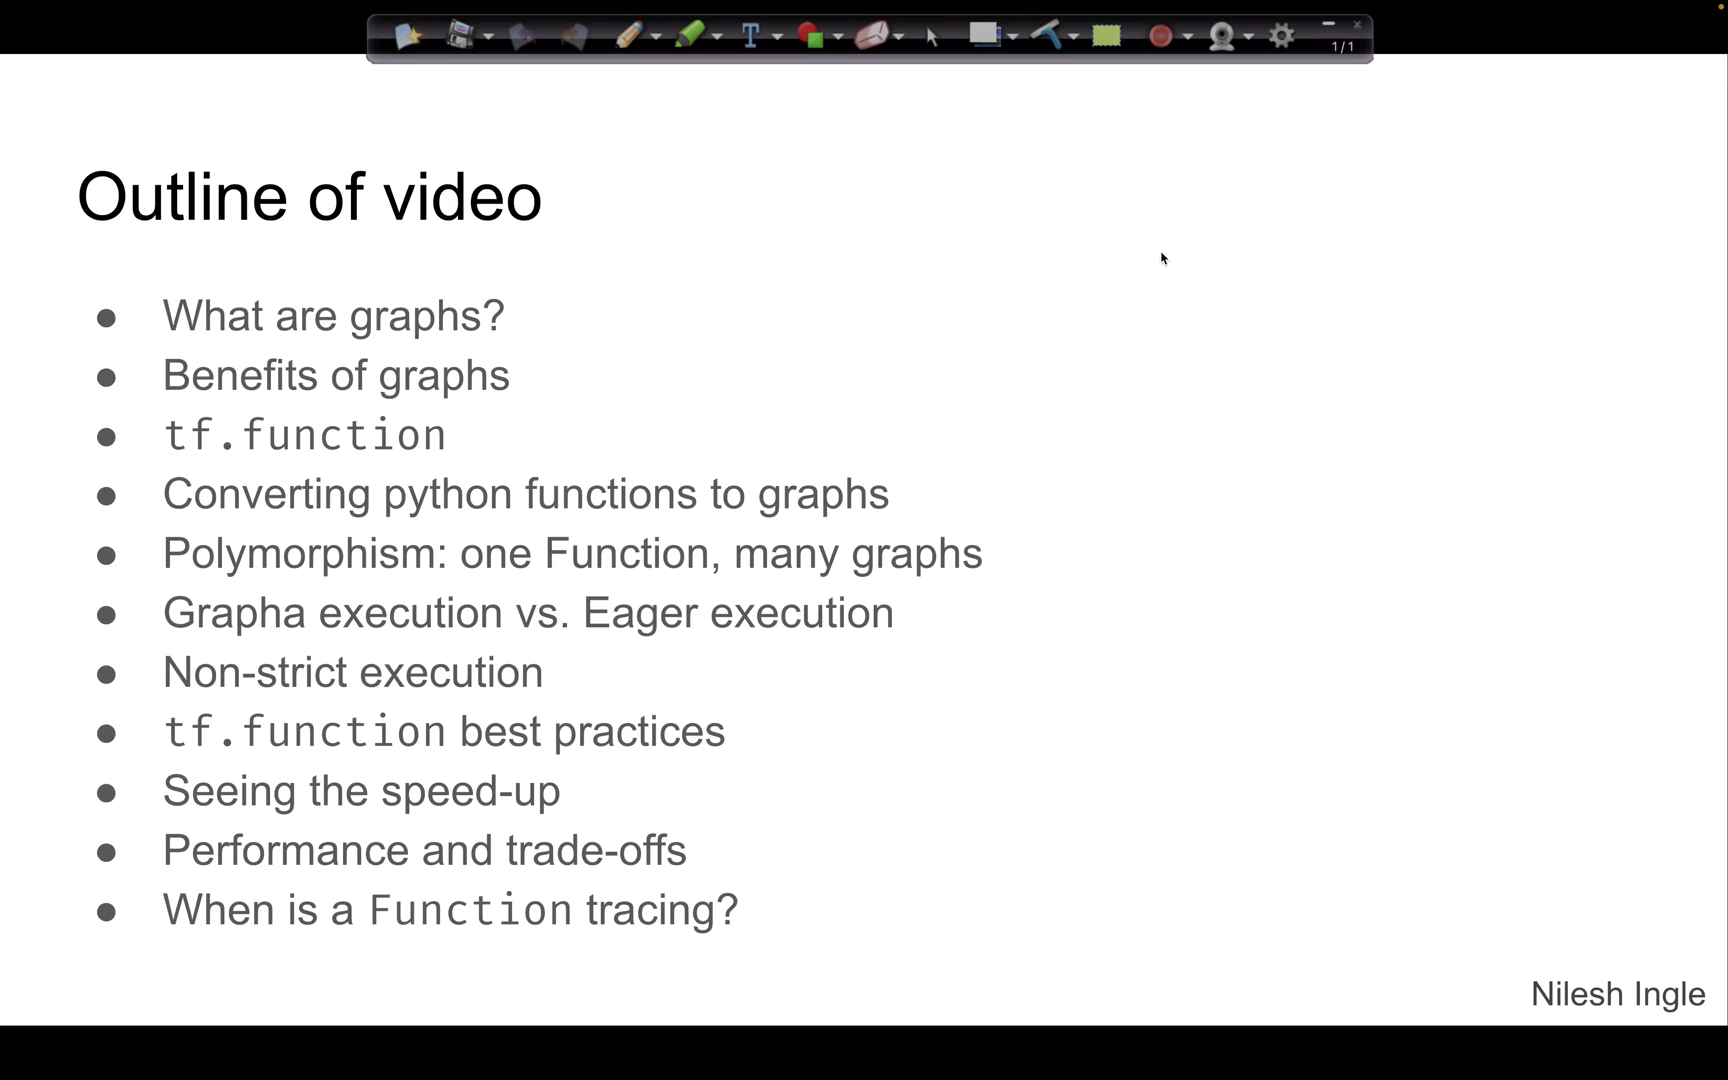 1/1
Outline of video
● What are graphs?
● Benefits of graphs
● tf.function
● Converting python functions to graphs
● Polymorphism: one Function, many graphs
● Grapha execution vs. Eager execution
● Non-strict execution
● tf.function best practices
● Seeing the speed-up
● Performance and trade-offs
● When is a Function tracing?
Nilesh Ingle